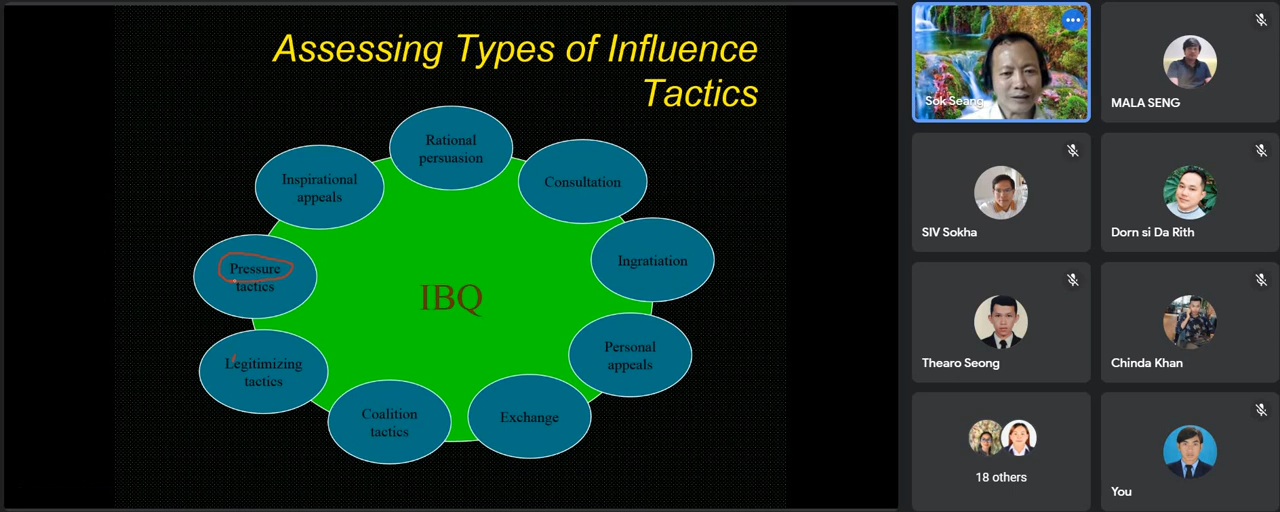 Assessing Types of Influence
Tactics
Rational
persuasion
Inspirational
appeals
Consultation
Pressure
tactics
Ingratiation
IBQ
Legitimizing
tactics
Personal
appeals
Coalition
tactics
Exchange
Sok Seang
MALA SENG
SIV Sokha
Dorn si Da Rith
Thearo Seong
Chinda Khan
18 others
You